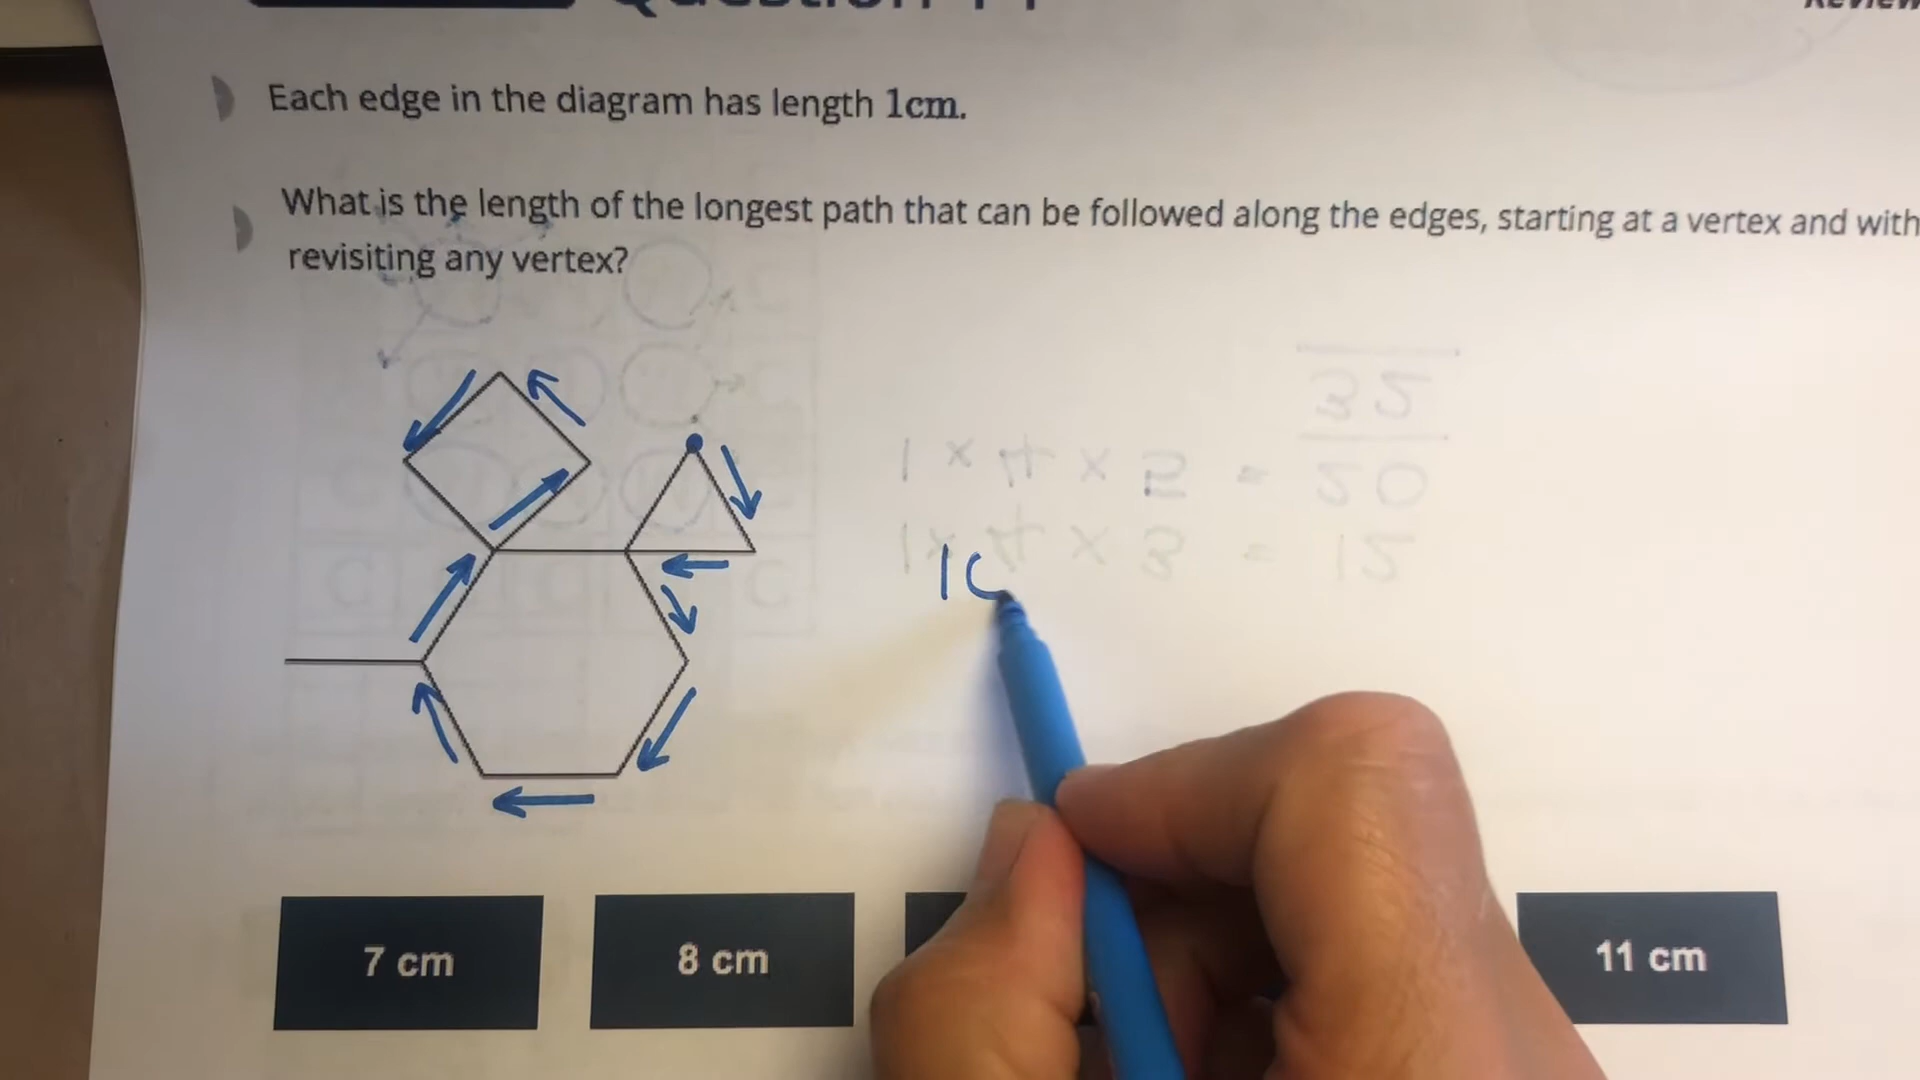 Each edge in the diagram has length 1cm.
What is the length of the longest path that can be followed along the edges, starting at a vertex and with
revisiting any vertex?
7 cm
8 cm
11 cm